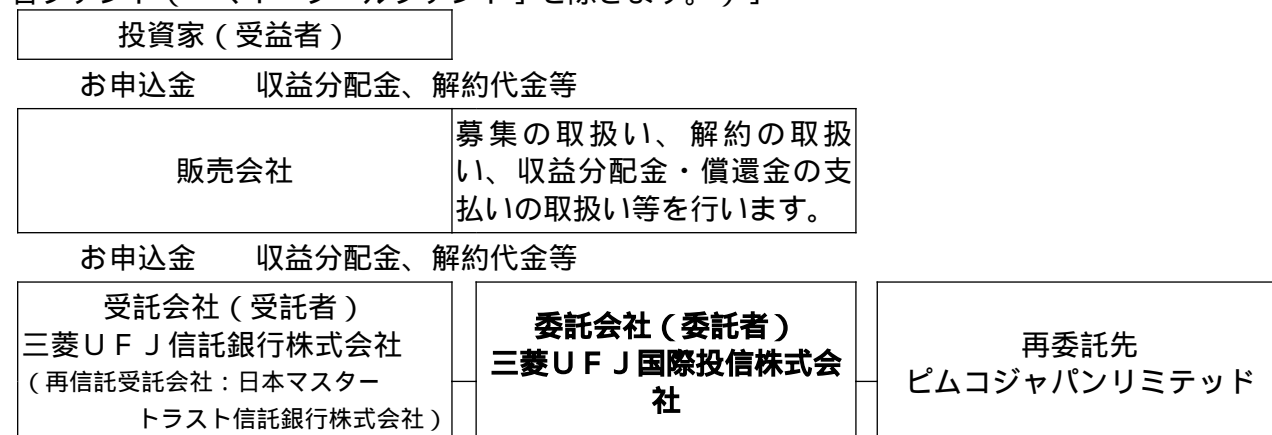 各ファンド（「マネー・プールファンド」を除きます。）］
投資家（受益者）
お申込金　収益分配金、解約代金等
販売会社
募集の取扱い、解約の取扱
い、収益分配金・償還金の支
払いの取扱い等を行います。
お申込金　収益分配金、解約代金等
受託会社（受託者）
三菱ＵＦＪ信託銀行株式会社
（再信託受託会社：日本マスター
トラスト信託銀行株式会社）
委託会社（委託者）
三菱ＵＦＪ国際投信株式会
社
再委託先
ピムコジャパンリミテッド